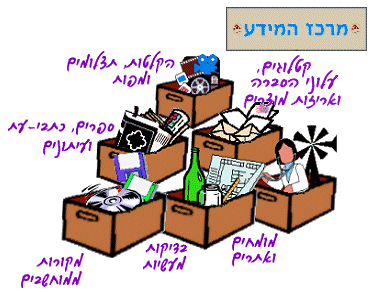 מרכז המידע
קטלוגים,
עלוני הסברה
ואריזות מוצרים
הקלטות, תצלומים
ומפות
ספרים, כתבי-עת
ועיתונים
מומחים
ואתרים
בדיקות
מעשיות
מקורות
ממוחשבים